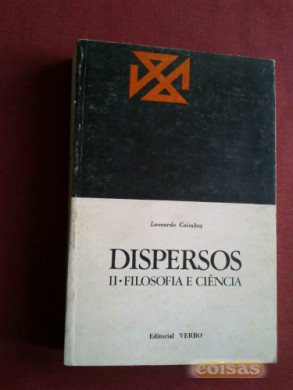 Leonardo Coimbra
DISPERSOS
II • FILOSOFIA E CIÊNCIA
Editorial VERBO
coisas